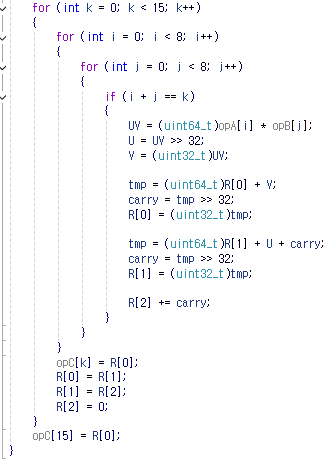 for (int k = 0; k < 15; k++)
{
for (int i = 0; i < 8; i++)
{
for (int j = 0; j < 8; j++)
{
if (i + j == k)
{
UV = (uint64_t)opA[i] * opB[j];
U = UV >> 32;
V = (uint32_t)UV;
tmp = (uint64_t)R[0] + V;
carry = tmp >> 32;
R[0] = (uint32_t)tmp;
tmp = (uint64_t)R[1] + U + carry;
carry = tmp >> 32;
R[1] = (uint32_t)tmp;
R[2] += carry;
}
}
}
opC[k] = R[0];
R[0] = R[1];
R[1] = R[2];
R[2] = 0;
}
opC[15] = R[0];
}